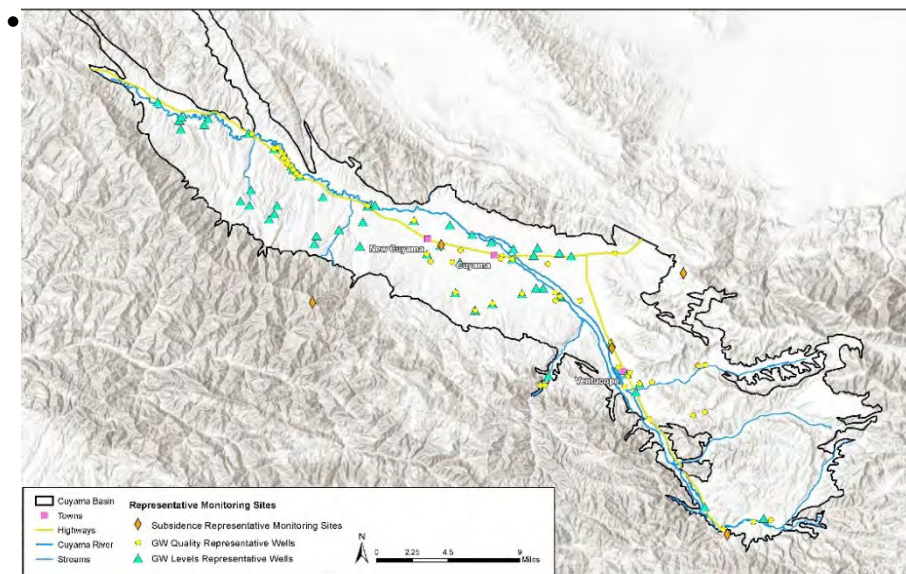 New Cuyama
Cuyama
Ventucopa
Cuyama Basin
Towns
Highways
Cuyama River
Streams
Representative Monitoring Sites
Subsidence Representative Monitoring Sites
GW Quality Representative Wells
GW Levels Representative Wells
N
0 2.25 4.5 9
Miles